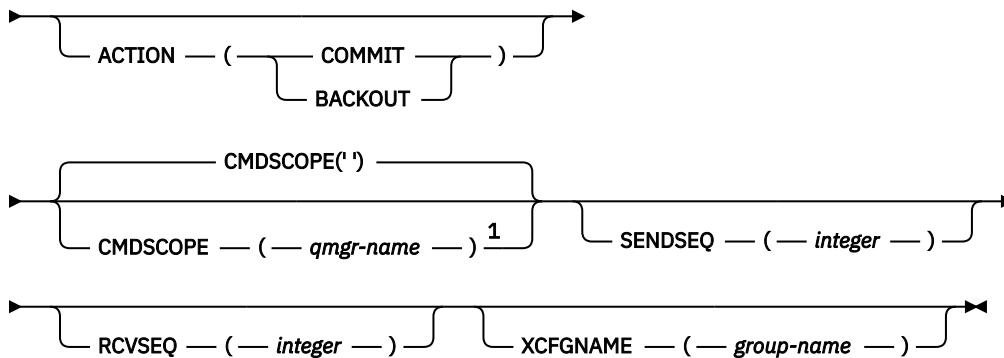 ACTION ( COMMIT )
BACKOUT
CMDSCOPE(' ')
CMDSCOPE ( qmgr-name ) 1 SENDSEQ ( integer )
RCVSEQ ( integer ) XCFGNAME ( group-name )